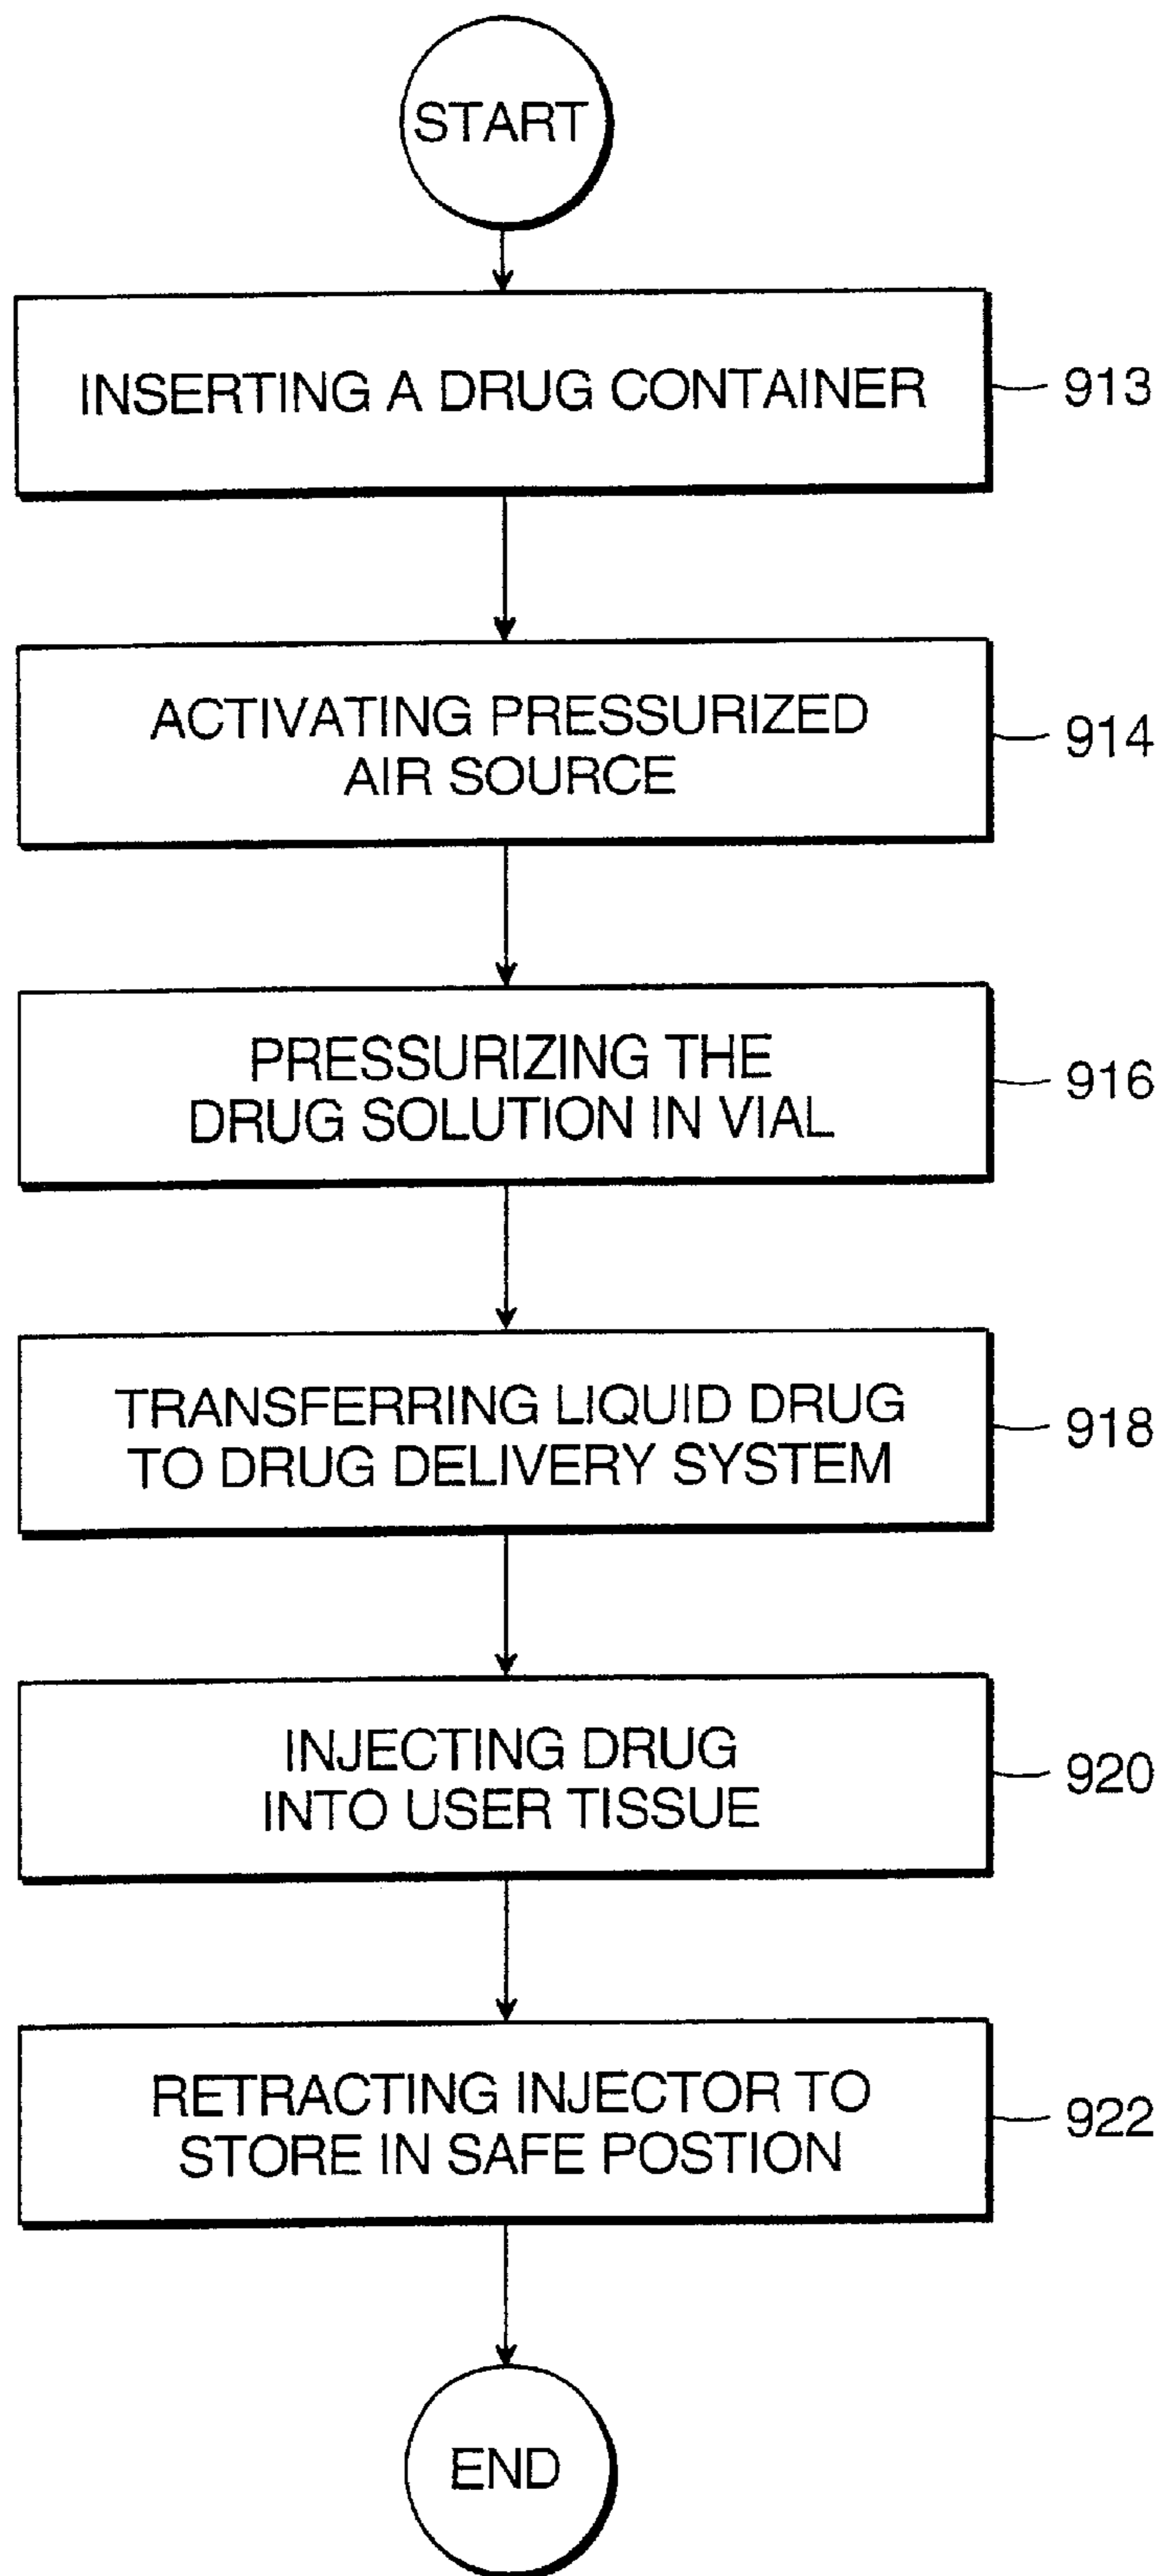 START
INSERTING A DRUG CONTAINER
913
ACTIVATING PRESSURIZED
AIR SOURCE
914
PRESSURIZING THE
DRUG SOLUTION IN VIAL
916
TRANSFERRING LIQUID DRUG
TO DRUG DELIVERY SYSTEM
918
INJECTING DRUG
INTO USER TISSUE
920
RETRACTING INJECTOR TO
STORE IN SAFE POSTION
922
END